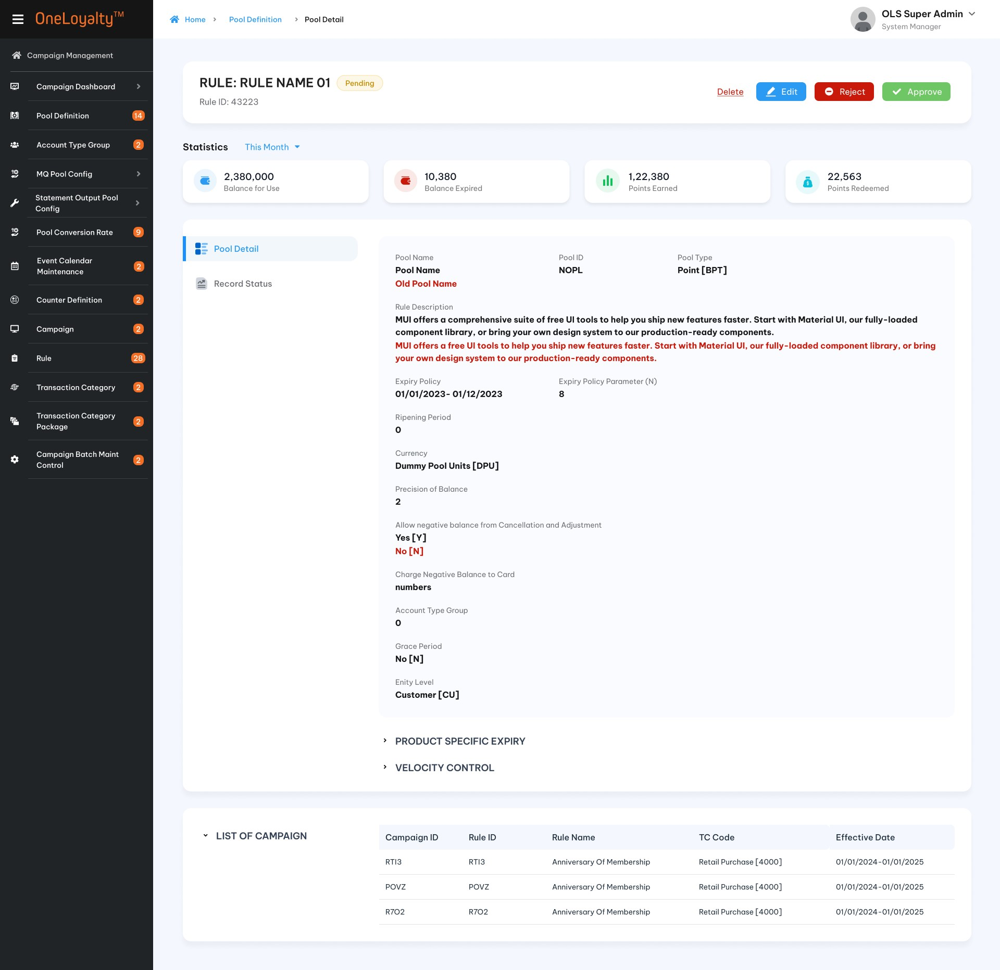 OneLoyalty™
Home
Pool Definition
Pool Detail
OLS Super Admin
System Manager
Campaign Management
Campaign Dashboard
Pool Definition 14
Account Type Group 2
MQ Pool Config
Statement Output Pool
Config
Pool Conversion Rate 9
Event Calendar
Maintenance 2
Counter Definition 2
Campaign 2
Rule 28
Transaction Category 2
Transaction Category
Package 2
Campaign Batch Maint
Control 2
RULE: RULE NAME 01 Pending
Rule ID: 43223
Delete Edit Reject Approve
Statistics This Month
2,380,000
Balance for Use
10,380
Balance Expired
1,22,380
Points Earned
22,563
Points Redeemed
Pool Detail
Record Status
Pool Name Pool ID Pool Type
Pool Name NOPL Point [BPT]
Old Pool Name
Rule Description
MUI offers a comprehensive suite of free UI tools to help you ship new features faster. Start with Material UI, our fully-loaded
component library, or bring your own design system to our production-ready components.
MUI offers a free UI tools to help you ship new features faster. Start with Material UI, our fully-loaded component library, or bring
your own design system to our production-ready components.
Expiry Policy Expiry Policy Parameter (N)
01/01/2023- 01/12/2023 8
Ripening Period
0
Currency
Dummy Pool Units [DPU]
Precision of Balance
2
Allow negative balance from Cancellation and Adjustment
Yes [Y]
No [N]
Charge Negative Balance to Card
numbers
Account Type Group
0
Grace Period
No [N]
Enity Level
Customer [CU]
PRODUCT SPECIFIC EXPIRY
VELOCITY CONTROL
LIST OF CAMPAIGN
Campaign ID Rule ID Rule Name TC Code Effective Date
RTI3 RTI3 Anniversary Of Membership Retail Purchase [4000] 01/01/2024-01/01/2025
POVZ POVZ Anniversary Of Membership Retail Purchase [4000] 01/01/2024-01/01/2025
R7O2 R7O2 Anniversary Of Membership Retail Purchase [4000] 01/01/2024-01/01/2025